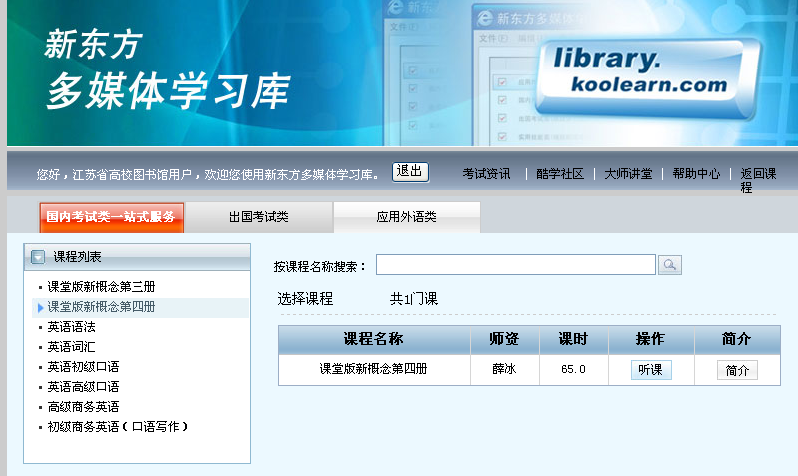 新东方
多媒体学习库
library.
koolearn.com
您好，江苏省高校图书馆用户，欢迎您使用新东方多媒体学习库。 退出 考试资讯 | 酷学社区 | 大师讲堂 | 帮助中心 | 返回课程
国内考试类一站式服务 出国考试类 应用外语类
课程列表
课堂版新概念第三册
课堂版新概念第四册
英语语法
英语词汇
英语初级口语
英语高级口语
高级商务英语
初级商务英语（口语写作）
按课程名称搜索：
选择课程 共1门课
课程名称 师资 课时 操作 简介
课堂版新概念第四册 薛冰 65.0 听课 简介